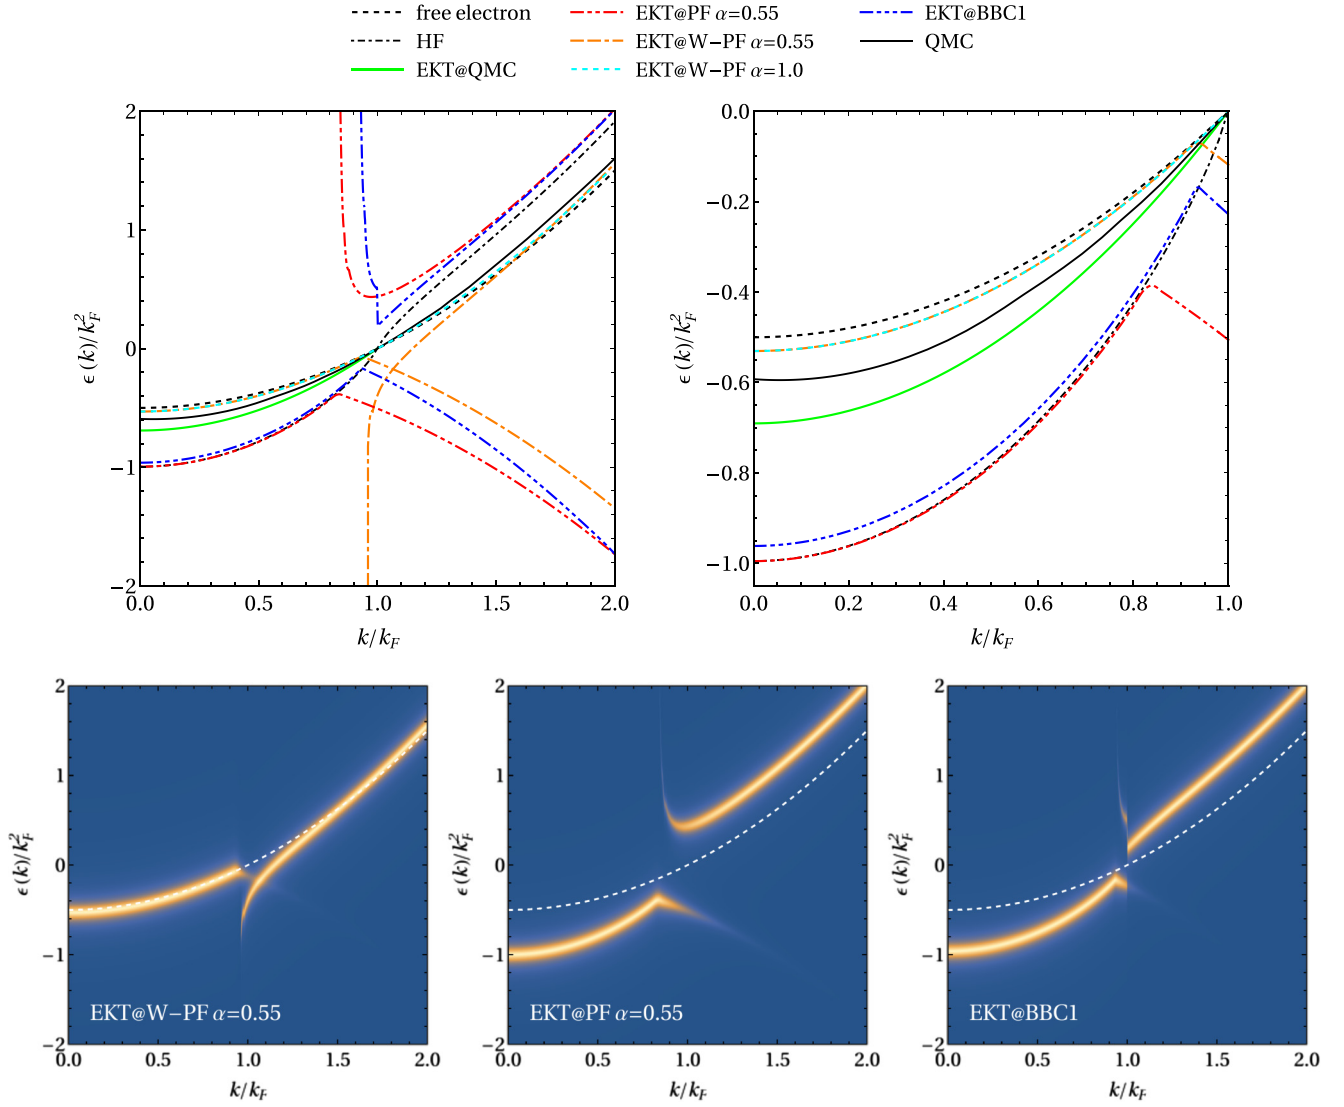 free electron
EKT@PF α=0.55
EKT@BBC1
HF
EKT@W−PF α=0.55
QMC
EKT@QMC
EKT@W−PF α=1.0
2
1
0
−1
−2
0.0 0.5 1.0 1.5 2.0
ϵ (k)/k_F^2
k/k_F
0.0
−0.2
−0.4
−0.6
−0.8
−1.0
0.0 0.2 0.4 0.6 0.8 1.0
ϵ (k)/k_F^2
k/k_F
2
1
0
−1
−2
0.0 0.5 1.0 1.5 2.0
ϵ (k)/k_F^2
k/k_F
EKT@W−PF α=0.55
2
1
0
−1
−2
0.0 0.5 1.0 1.5 2.0
ϵ (k)/k_F^2
k/k_F
EKT@PF α=0.55
2
1
0
−1
−2
0.0 0.5 1.0 1.5 2.0
ϵ (k)/k_F^2
k/k_F
EKT@BBC1